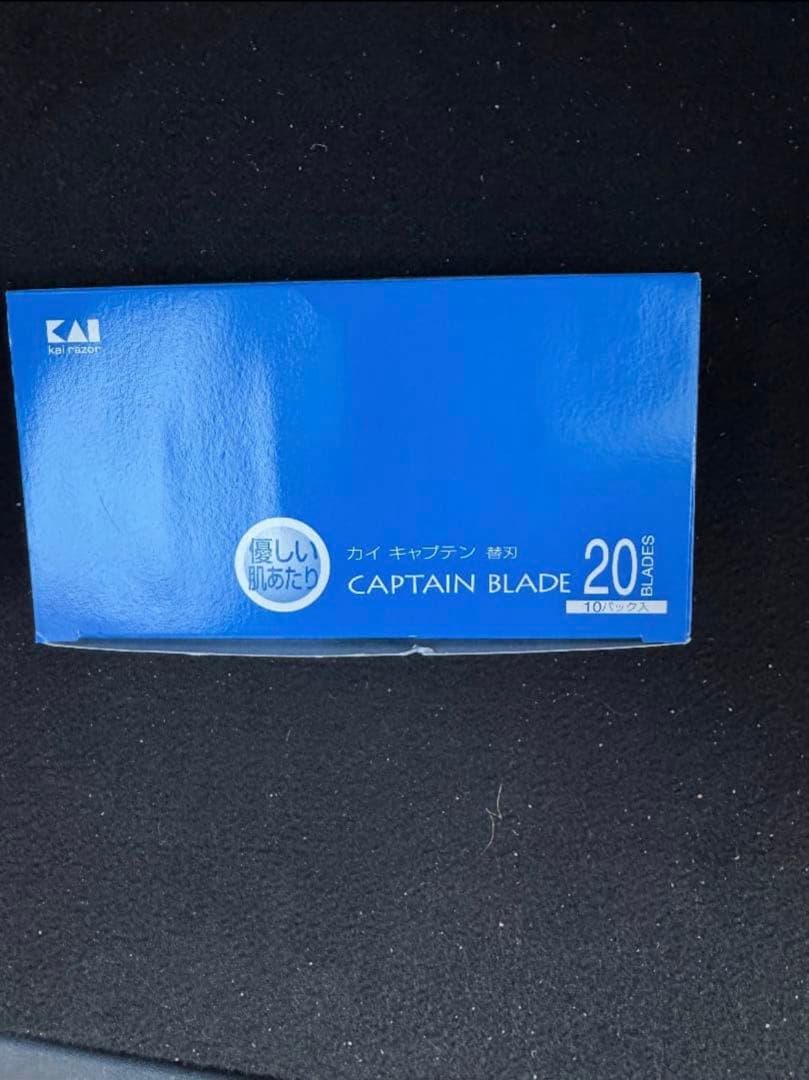 KAI
kai razor
優しい
肌あたり
カイ キャプテン 替刃
CAPTAIN BLADE
20
BLADES
10パック入